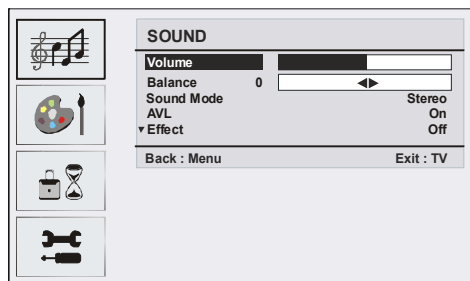 SOUND
Volume
Balance 0
Sound Mode Stereo
AVL On
Effect Off
Back : Menu Exit : TV